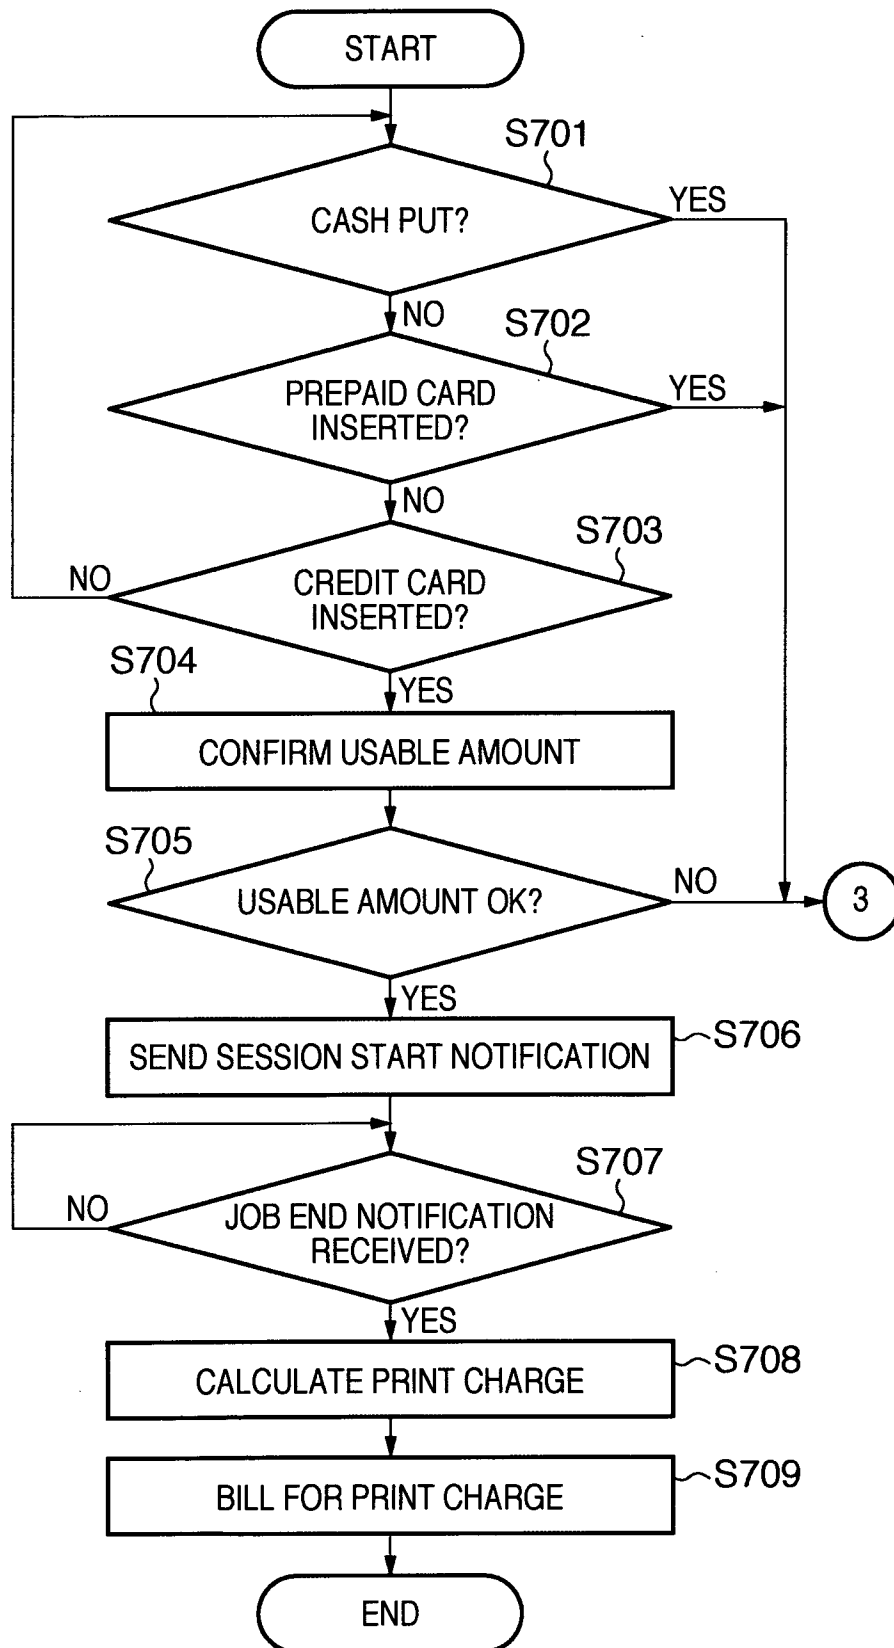 START
S701
CASH PUT?
YES
NO
S702
PREPAID CARD
INSERTED?
YES
NO
S703
CREDIT CARD
INSERTED?
NO
YES
S704
CONFIRM USABLE AMOUNT
S705
USABLE AMOUNT OK?
NO
3
YES
S706
SEND SESSION START NOTIFICATION
S707
JOB END NOTIFICATION
RECEIVED?
NO
YES
S708
CALCULATE PRINT CHARGE
S709
BILL FOR PRINT CHARGE
END